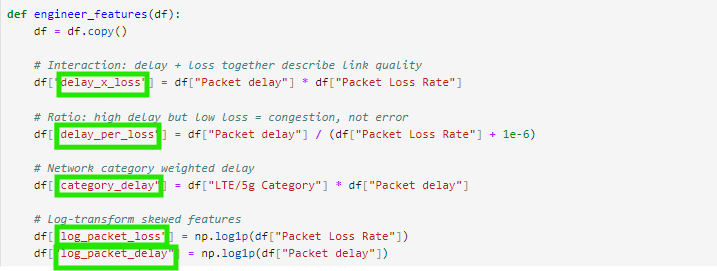 def engineer_features(df):
df = df.copy()
# Interaction: delay + loss together describe link quality
df["delay_x_loss"] = df["Packet delay"] * df["Packet Loss Rate"]
# Ratio: high delay but low loss = congestion, not error
df["delay_per_loss"] = df["Packet delay"] / (df["Packet Loss Rate"] + 1e-6)
# Network category weighted delay
df["category_delay"] = df["LTE/5g Category"] * df["Packet delay"]
# Log-transform skewed features
df["log_packet_loss"] = np.log1p(df["Packet Loss Rate"])
df["log_packet_delay"] = np.log1p(df["Packet delay"])